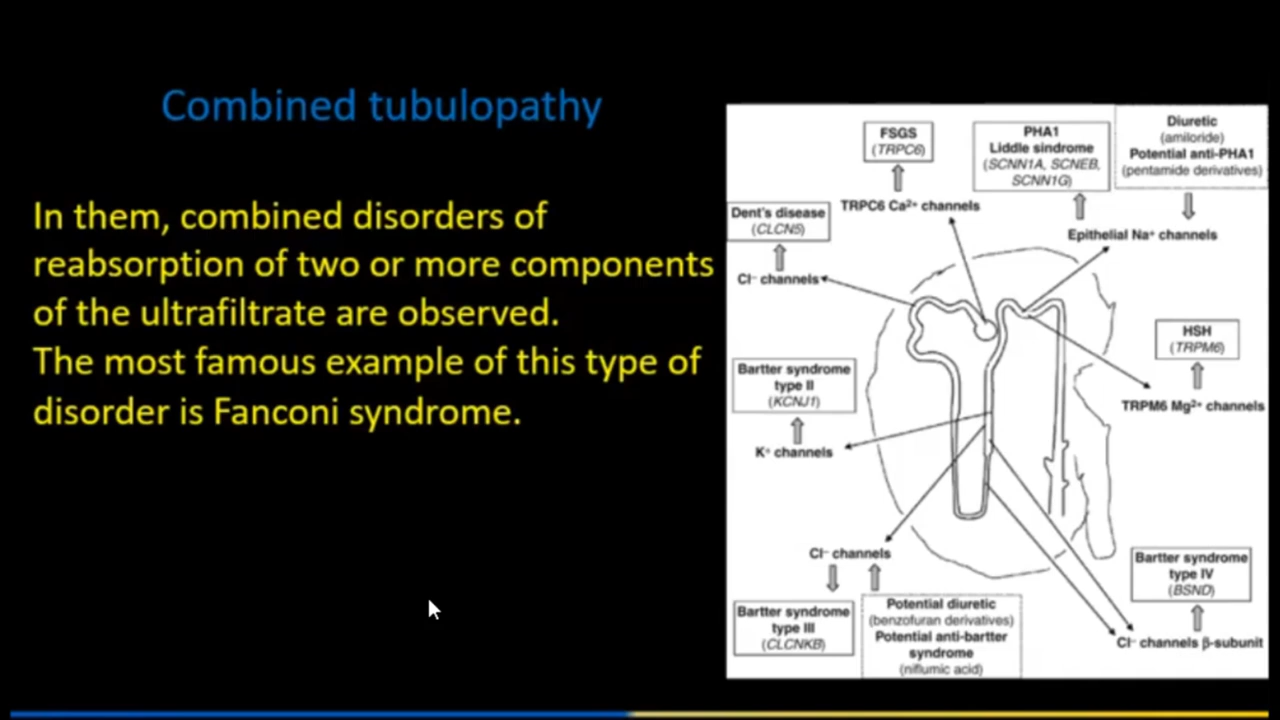 Combined tubulopathy
In them, combined disorders of
reabsorption of two or more components
of the ultrafiltrate are observed.
The most famous example of this type of
disorder is Fanconi syndrome.
FSGS
(TRPC6)
TRPC6 Ca²⁺ channels
PHA1
Liddle sindrome
(SCNN1A, SCNEB,
SCNN1G)
Diuretic
(amiloride)
Potential anti-PHA1
(pentamide derivatives)
Epithelial Na⁺ channels
Dent's disease
(CLCN5)
Cl⁻ channels
HSH
(TRPM6)
TRPM6 Mg²⁺ channels
Bartter syndrome
type II
(KCNJ1)
K⁺ channels
Cl⁻ channels
Bartter syndrome
type III
(CLCNKB)
Potential diuretic
(benzofuran derivatives)
Potential anti-bartter
syndrome
(niflumic acid)
Bartter syndrome
type IV
(BSND)
Cl⁻ channels β-subunit